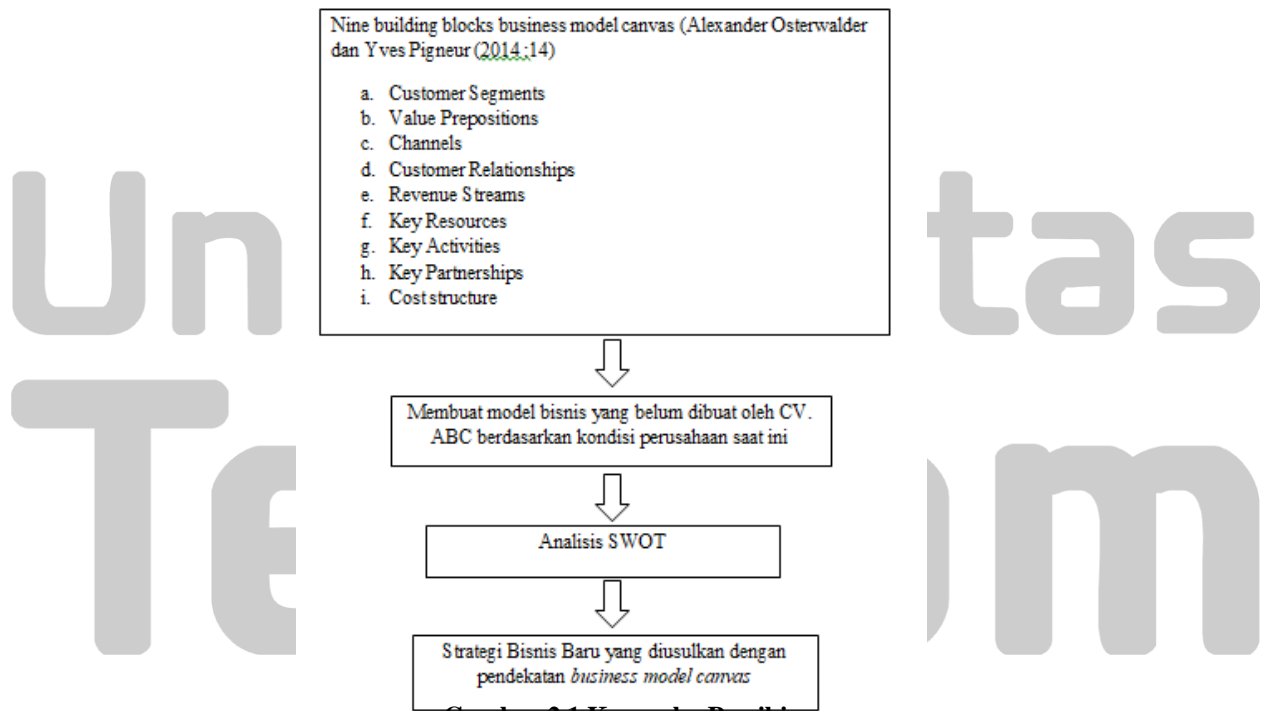 Nine building blocks business model canvas (Alexander Osterwalder
dan Yves Pigneur (2014 ;14)
a. Customer Segments
b. Value Prepositions
c. Channels
d. Customer Relationships
e. Revenue Streams
f. Key Resources
g. Key Activities
h. Key Partnerships
i. Cost structure
Membuat model bisnis yang belum dibuat oleh CV.
ABC berdasarkan kondisi perusahaan saat ini
Analisis SWOT
Strategi Bisnis Baru yang diusulkan dengan
pendekatan business model canvas